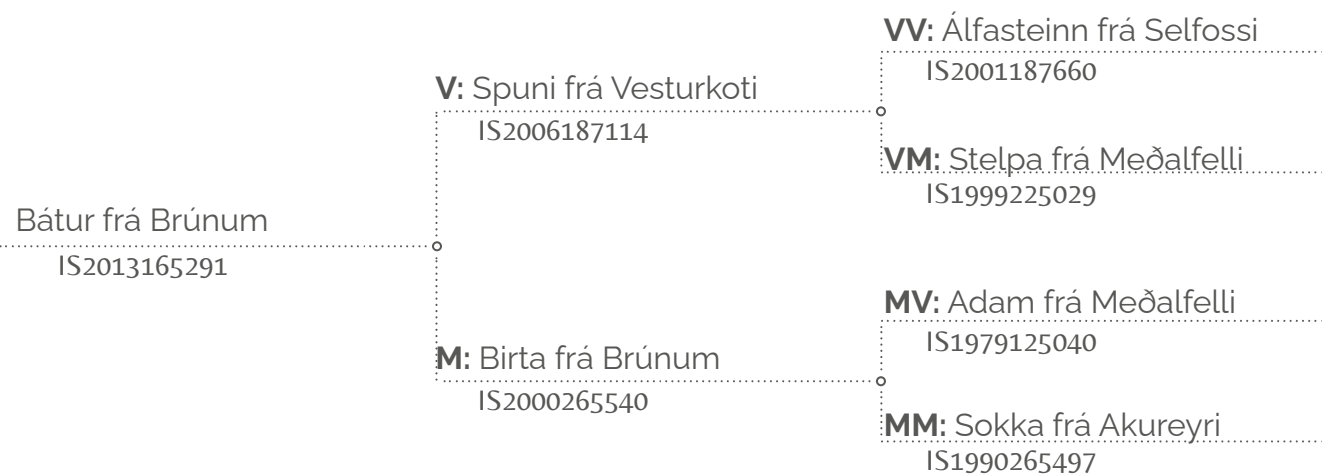 VV: Álfasteinn frá Selfossi
IS2001187660
V: Spuni frá Vesturkoti
IS2006187114
VM: Stelpa frá Meðalfelli
IS1999225029
Bátur frá Brúnum
IS2013165291
MV: Adam frá Meðalfelli
IS1979125040
M: Birta frá Brúnum
IS2000265540
MM: Sokka frá Akureyri
IS1990265497